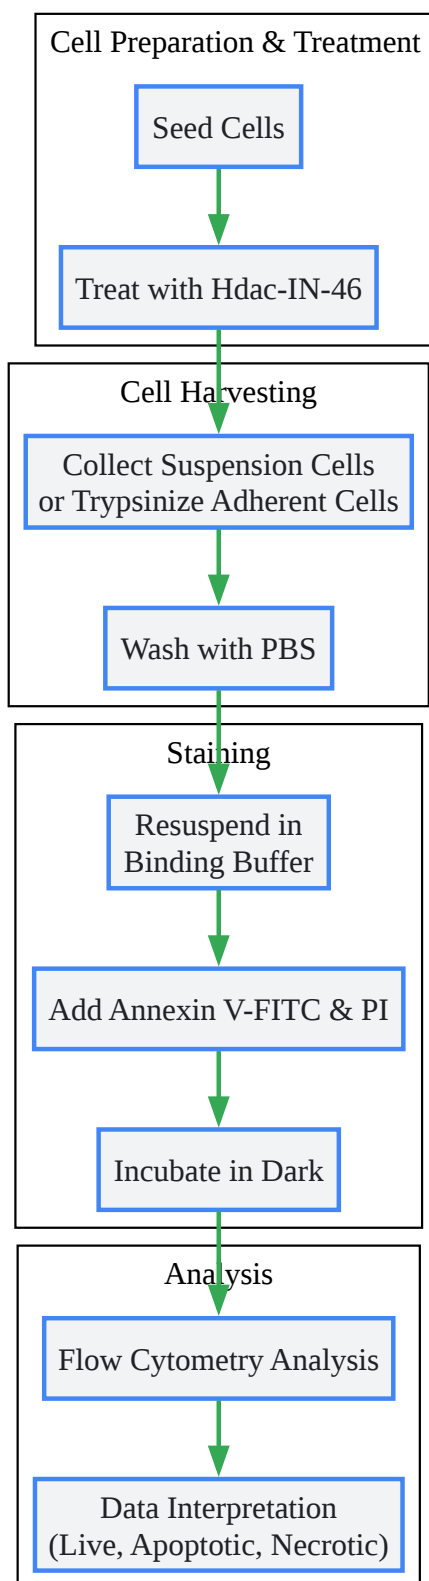 Cell Preparation & Treatment
Seed Cells
Treat with Hdac-IN-46
Cell Harvesting
Collect Suspension Cells
or Trypsinize Adherent Cells
Wash with PBS
Staining
Resuspend in
Binding Buffer
Add Annexin V-FITC & PI
Incubate in Dark
Analysis
Flow Cytometry Analysis
Data Interpretation
(Live, Apoptotic, Necrotic)